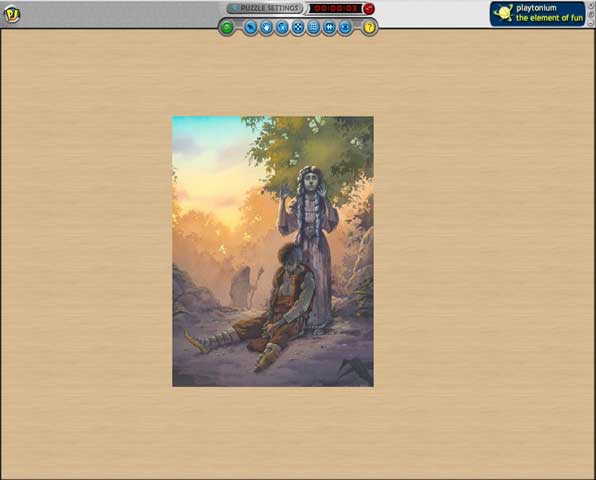 PUZZLE SETTINGS
00:00:03
playtonium
the element of fun
?